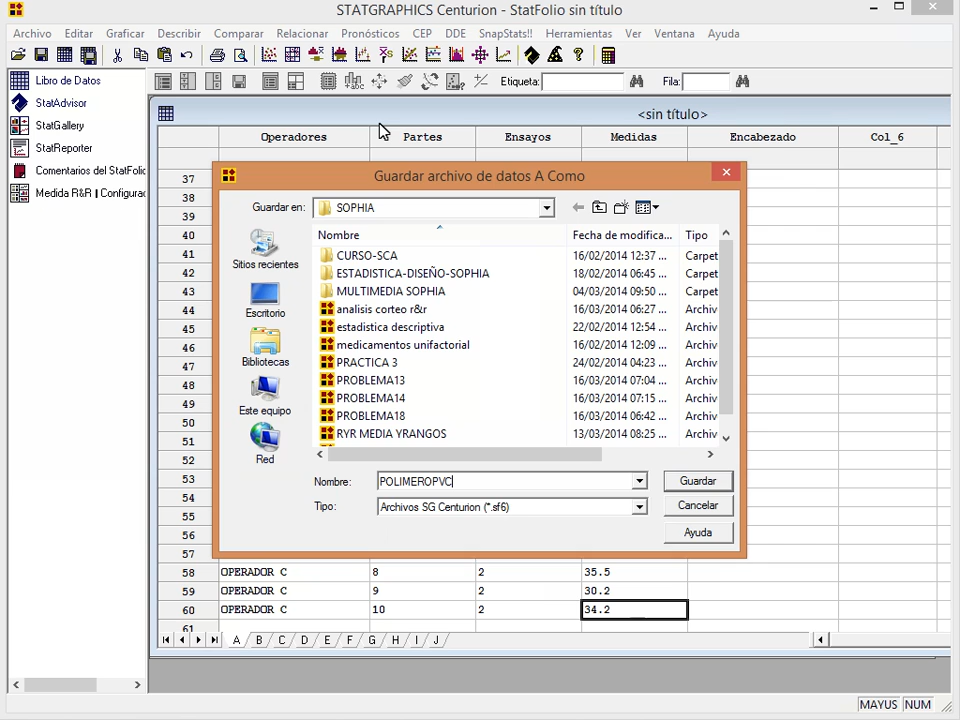 STATGRAPHICS Centurion - StatFolio sin título
Archivo Editar Graficar Describir Comparar Relacionar Pronósticos CEP DDE SnapStats!! Herramientas Ver Ventana Ayuda
Etiqueta: Fila:
Libro de Datos
StatAdvisor
StatGallery
StatReporter
Comentarios del StatFolio
Medida R&R || Configurac
<sin título>
Operadores Partes Ensayos Medidas Encabezado Col_6
37
38
39
40
41
42
43
44
45
46
47
48
49
50
51
52
53
54
55
56
57
58 OPERADOR C 8 2 35.5
59 OPERADOR C 9 2 30.2
60 OPERADOR C 10 2 34.2
61
A B C D E F G H I J
Guardar archivo de datos A Como
Guardar en: SOPHIA
Sitios recientes
Escritorio
Bibliotecas
Este equipo
Red
Nombre Fecha de modifica... Tipo
CURSO-SCA 16/02/2014 12:37 ... Carpet
ESTADISTICA-DISEÑO-SOPHIA 18/02/2014 06:45 ... Carpet
MULTIMEDIA SOPHIA 04/03/2014 09:50 ... Carpet
analisis corteo r&r 16/03/2014 06:27 ... Archiv
estadistica descriptiva 22/02/2014 12:54 ... Archiv
medicamentos unifactorial 16/02/2014 12:09 ... Archiv
PRACTICA 3 24/02/2014 04:23 ... Archiv
PROBLEMA13 16/03/2014 07:04 ... Archiv
PROBLEMA14 16/03/2014 07:15 ... Archiv
PROBLEMA18 16/03/2014 06:42 ... Archiv
RYR MEDIA YRANGOS 13/03/2014 08:25 ... Archiv
Nombre: POLIMEROPVC Guardar
Tipo: Archivos SG Centurion (*.sf6) Cancelar
Ayuda
MAYUS NUM